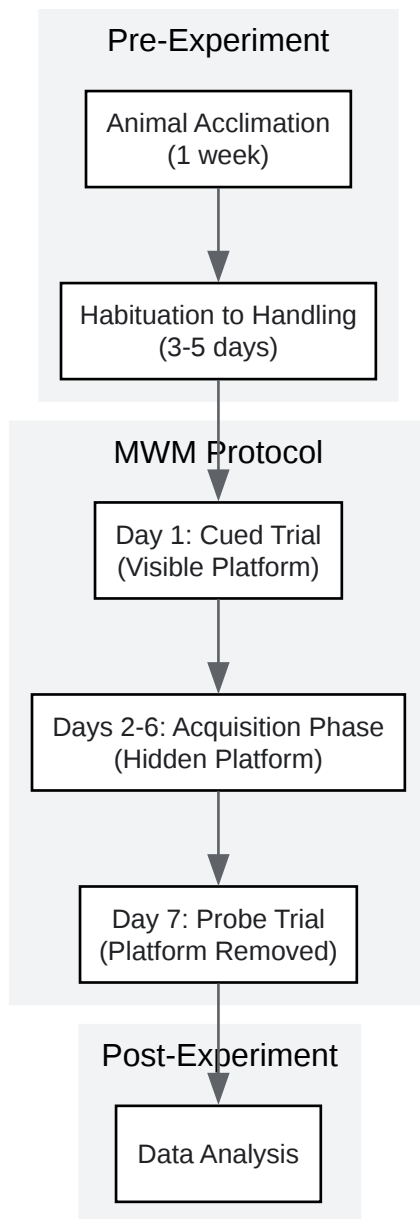 Pre-Experiment
Animal Acclimation
(1 week)
Habituation to Handling
(3-5 days)
MWM Protocol
Day 1: Cued Trial
(Visible Platform)
Days 2-6: Acquisition Phase
(Hidden Platform)
Day 7: Probe Trial
(Platform Removed)
Post-Experiment
Data Analysis